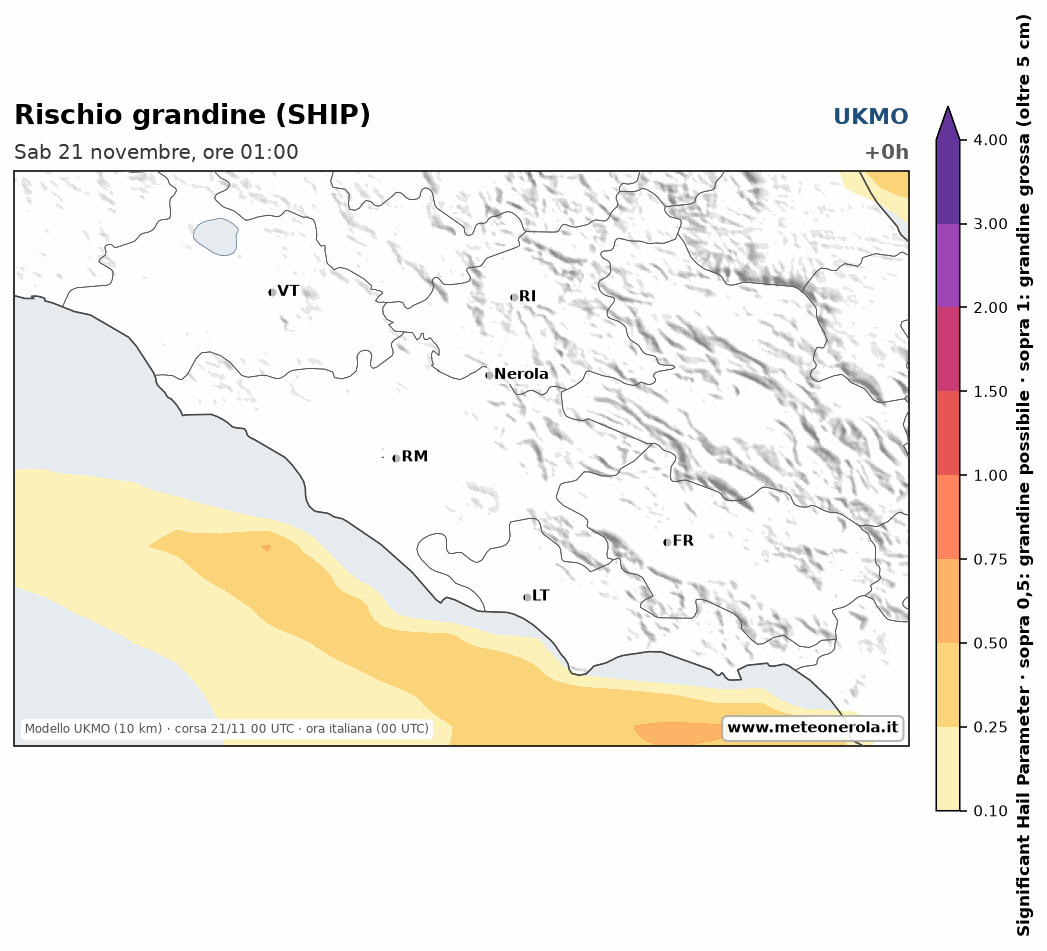 Rischio grandine (SHIP)
UKMO
Sab 21 novembre, ore 01:00
+0h
VT
RI
Nerola
RM
FR
LT
Modello UKMO (10 km) · corsa 21/11 00 UTC · ora italiana (00 UTC)
www.meteonerola.it
4.00
3.00
2.00
1.50
1.00
0.75
0.50
0.25
0.10
Significant Hail Parameter · sopra 0,5: grandine possibile · sopra 1: grandine grossa (oltre 5 cm)